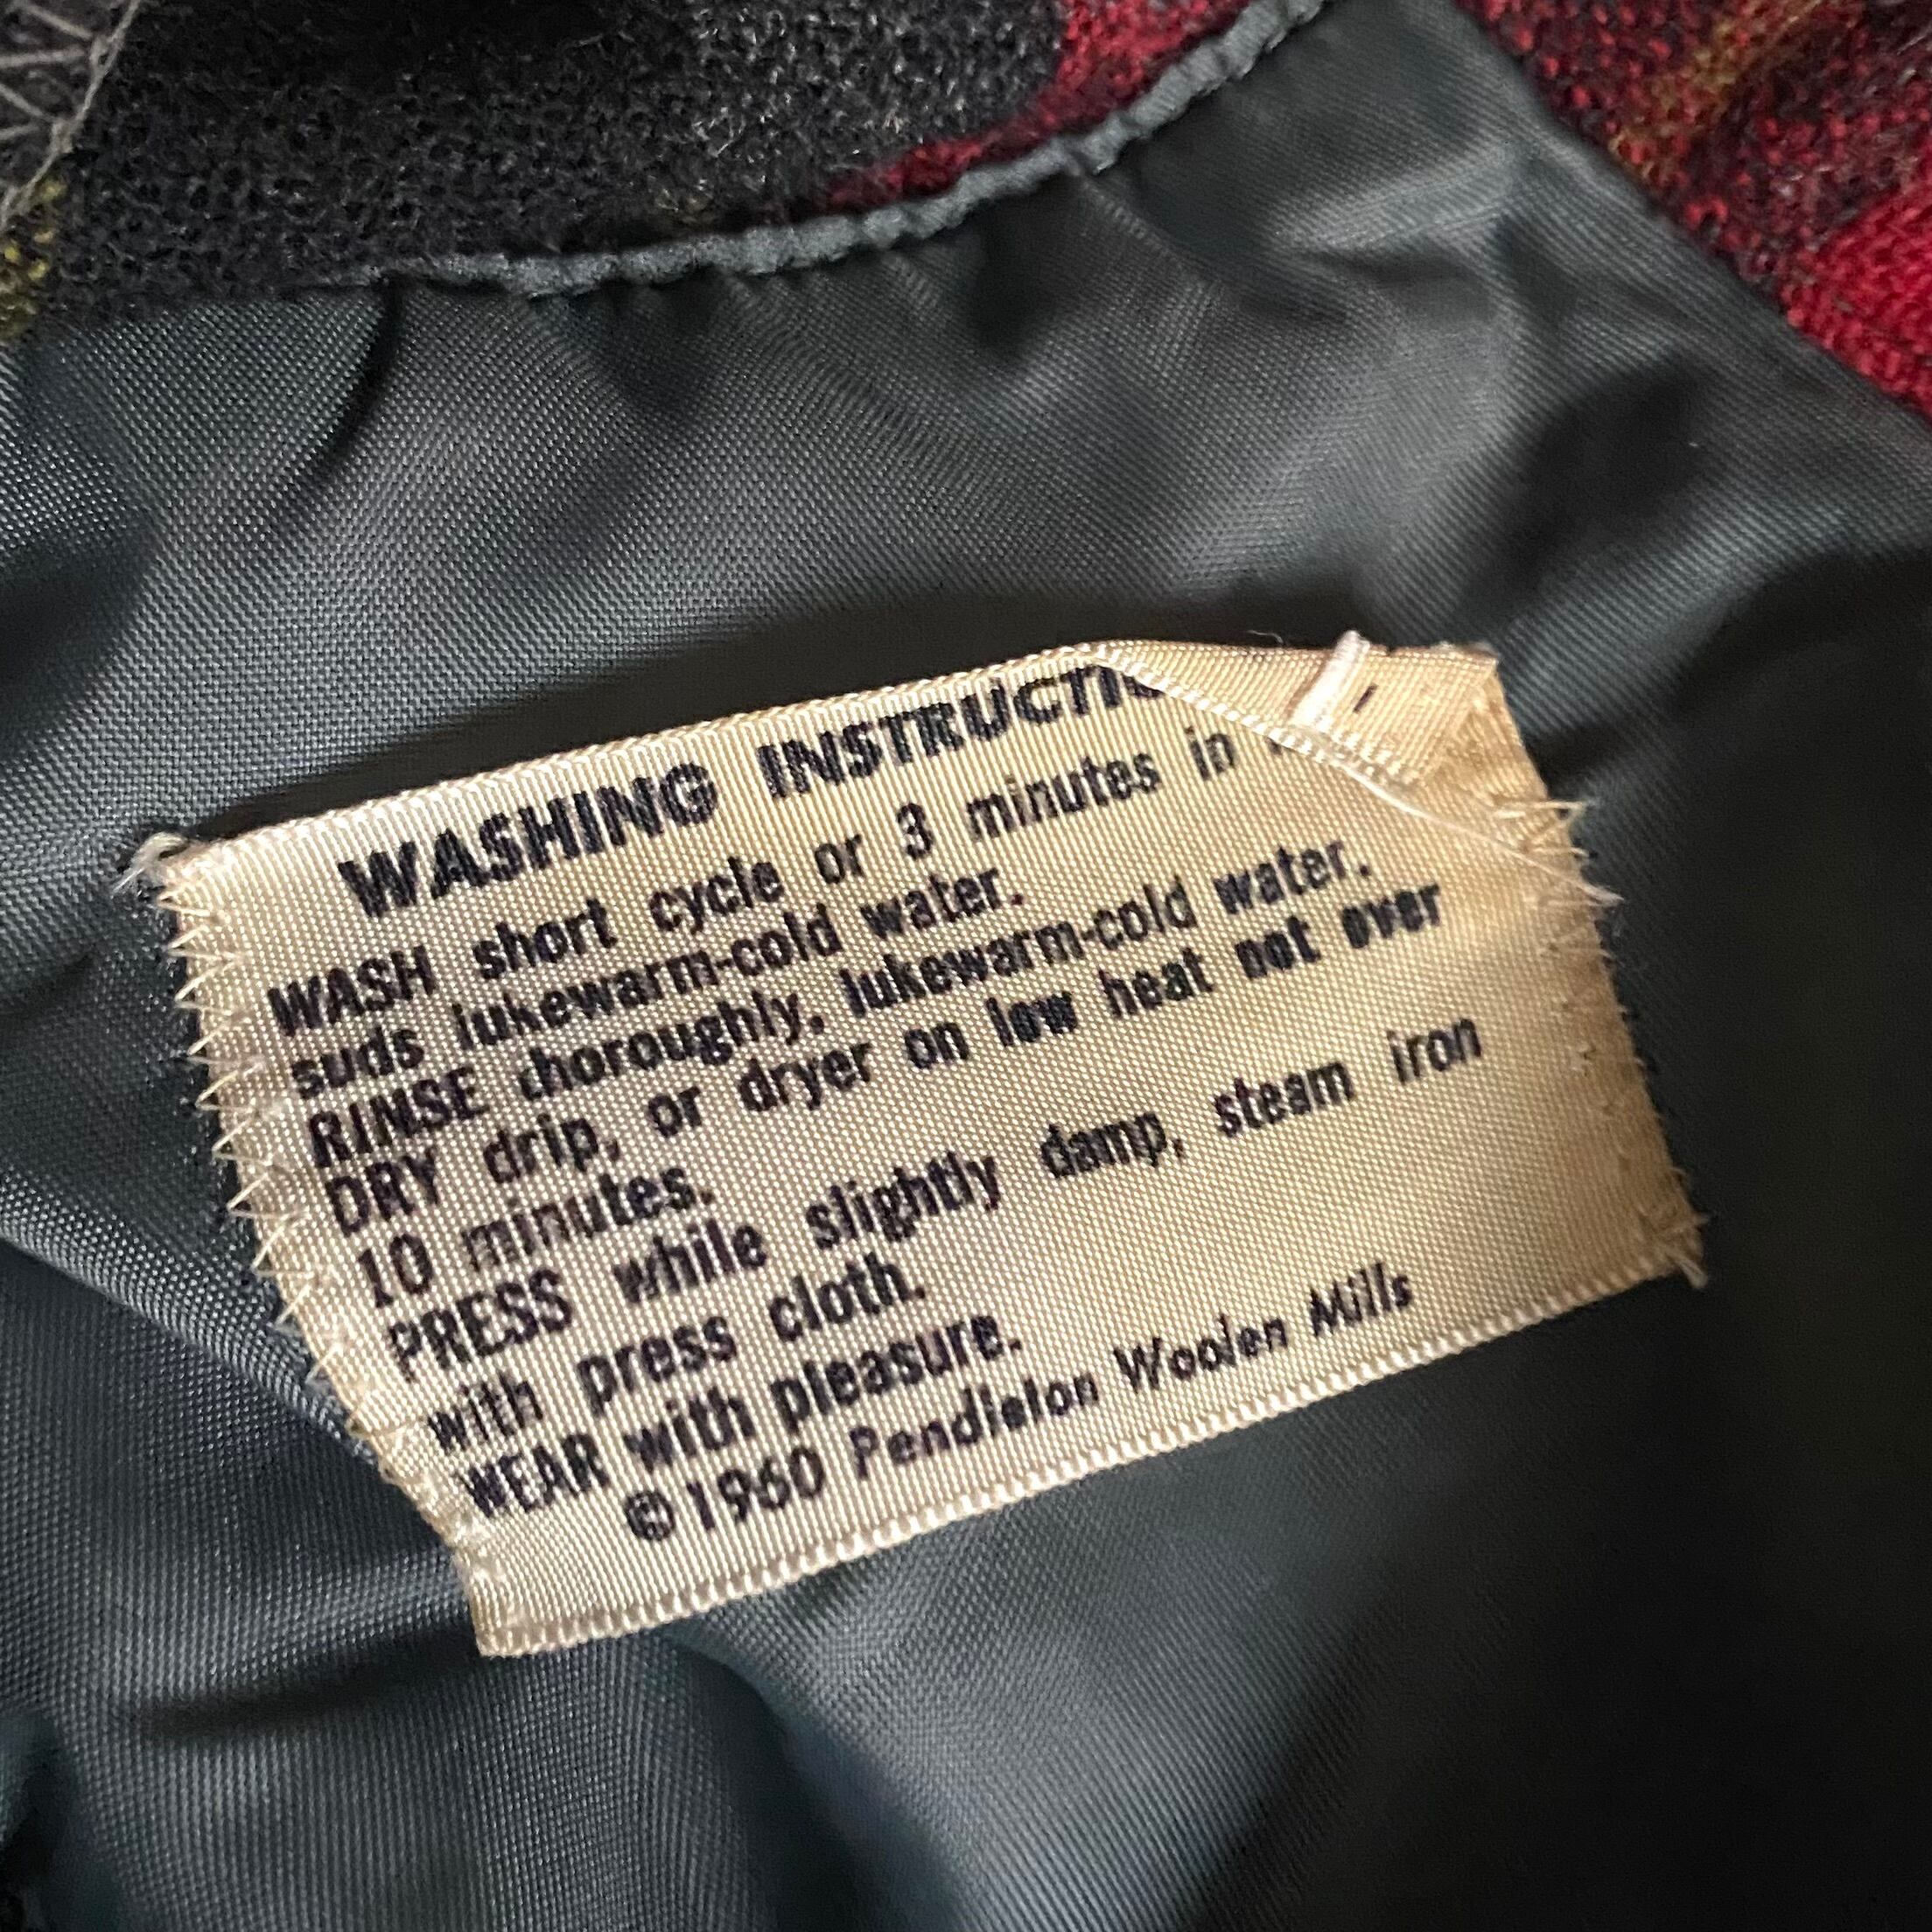 WASHING INSTRUCTIO
WASH short cycle or 3 minutes in
suds lukewarm-cold water.
RINSE thoroughly, lukewarm-cold water.
DRY drip, or dryer on low heat not over
10 minutes.
PRESS while slightly damp, steam iron
with press cloth.
WEAR with pleasure.
©1960 Pendleton Woolen Mills